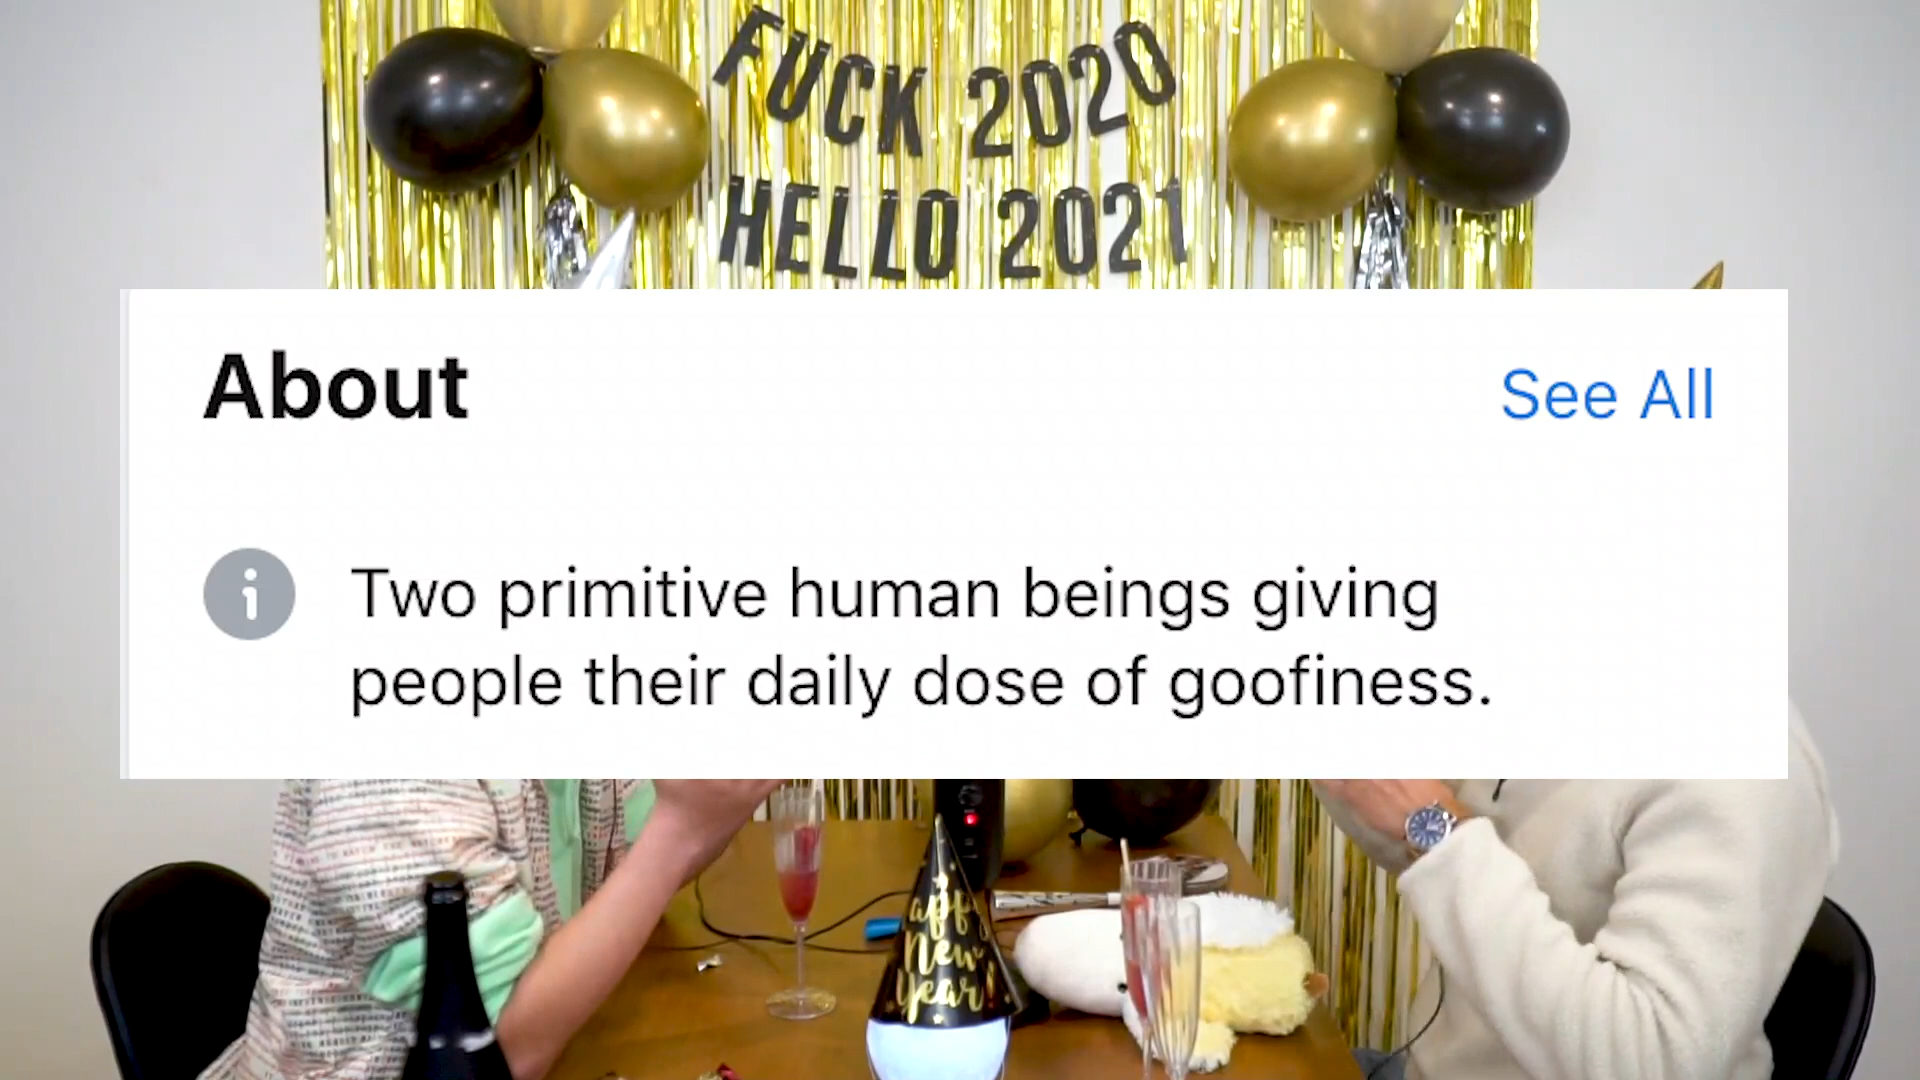 FUCK 2020
HELLO 2021
About
See All
Two primitive human beings giving
people their daily dose of goofiness.
New
Year!